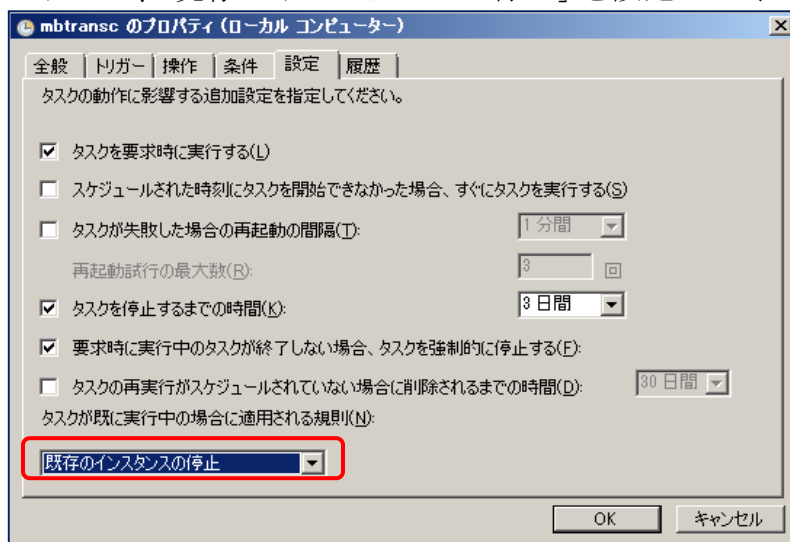 mbtransc のプロパティ (ローカル コンピューター)
全般 トリガー 操作 条件 設定 履歴
タスクの動作に影響する追加設定を指定してください。
タスクを要求時に実行する(L)
スケジュールされた時刻にタスクを開始できなかった場合、すぐにタスクを実行する(S)
タスクが失敗した場合の再起動の間隔(T): 1 分間
再起動試行の最大数(R): 3 回
タスクを停止するまでの時間(K): 3 日間
要求時に実行中のタスクが終了しない場合、タスクを強制的に停止する(F):
タスクの再実行がスケジュールされていない場合に削除されるまでの時間(D): 30 日間
タスクが既に実行中の場合に適用される規則(N):
既存のインスタンスの停止
OK キャンセル